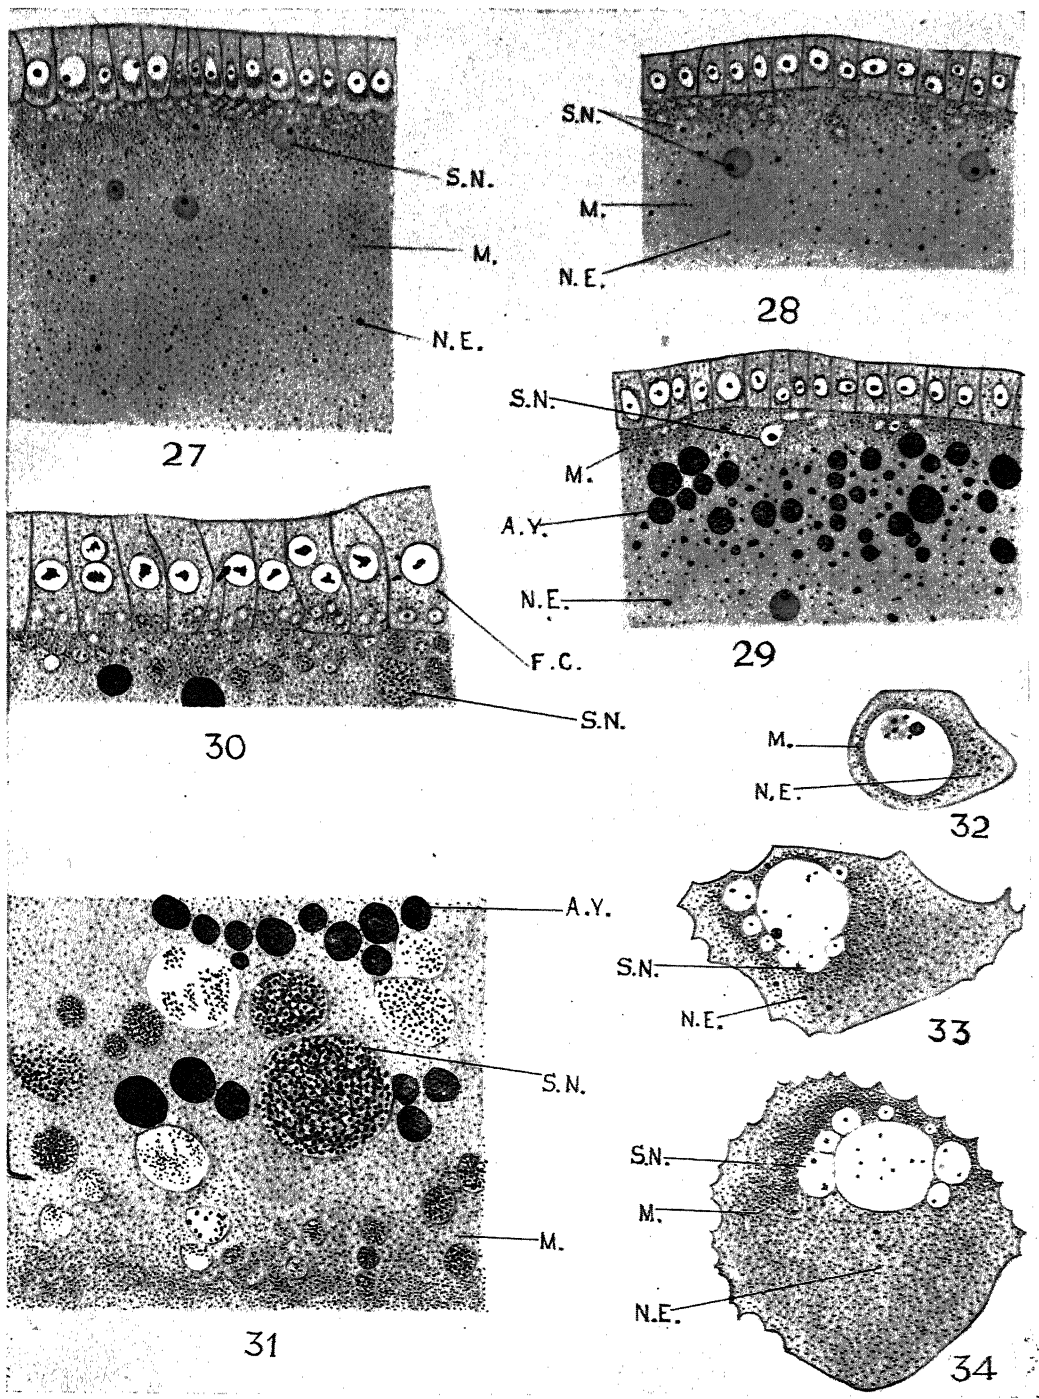 S.N.
M.
N.E.
27
S.N.
M.
N.E.
28
S.N.
M.
A.Y.
N.E.
29
F.C.
S.N.
30
M.
N.E.
32
A.Y.
S.N.
M.
31
S.N.
N.E.
33
S.N.
M.
N.E.
34